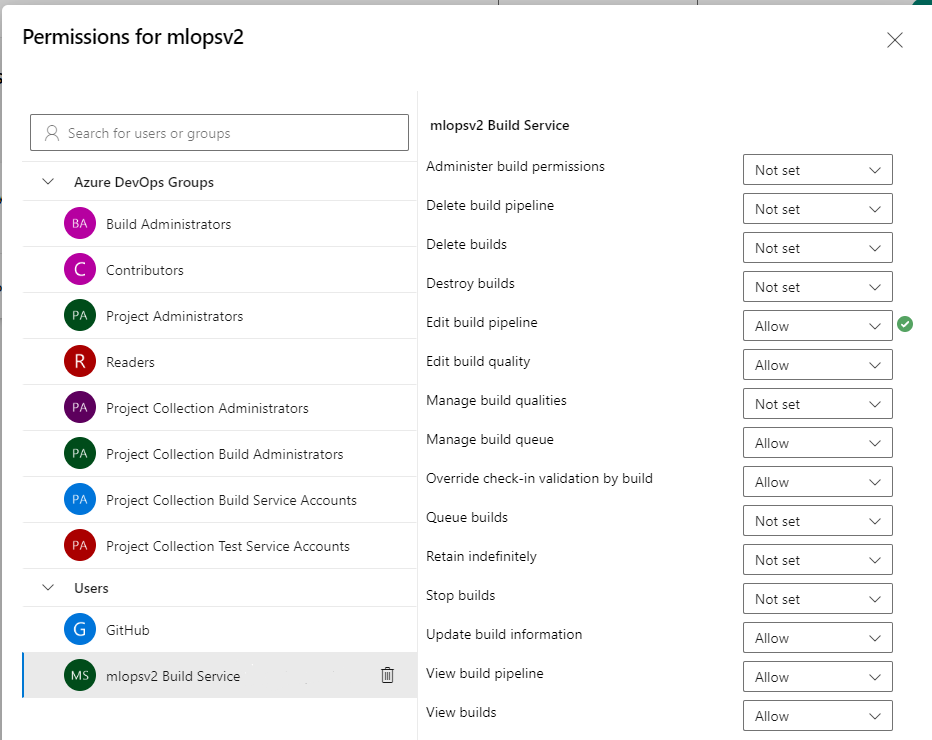 Permissions for mlopsv2
Search for users or groups
Azure DevOps Groups
BA Build Administrators
C Contributors
PA Project Administrators
R Readers
PA Project Collection Administrators
PA Project Collection Build Administrators
PA Project Collection Build Service Accounts
PA Project Collection Test Service Accounts
Users
G GitHub
MS mlopsv2 Build Service
mlopsv2 Build Service
Administer build permissions Not set
Delete build pipeline Not set
Delete builds Not set
Destroy builds Not set
Edit build pipeline Allow
Edit build quality Allow
Manage build qualities Not set
Manage build queue Allow
Override check-in validation by build Allow
Queue builds Not set
Retain indefinitely Not set
Stop builds Not set
Update build information Allow
View build pipeline Allow
View builds Allow